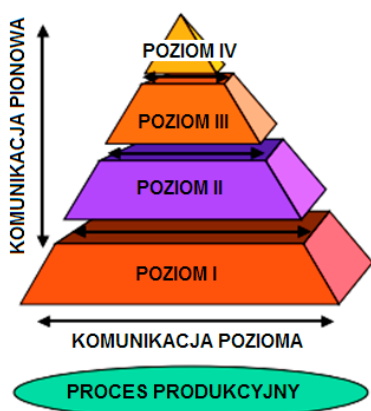 POZIOM IV
POZIOM III
POZIOM II
POZIOM I
KOMUNIKACJA PIONOWA
KOMUNIKACJA POZIOMA
PROCES PRODUKCYJNY